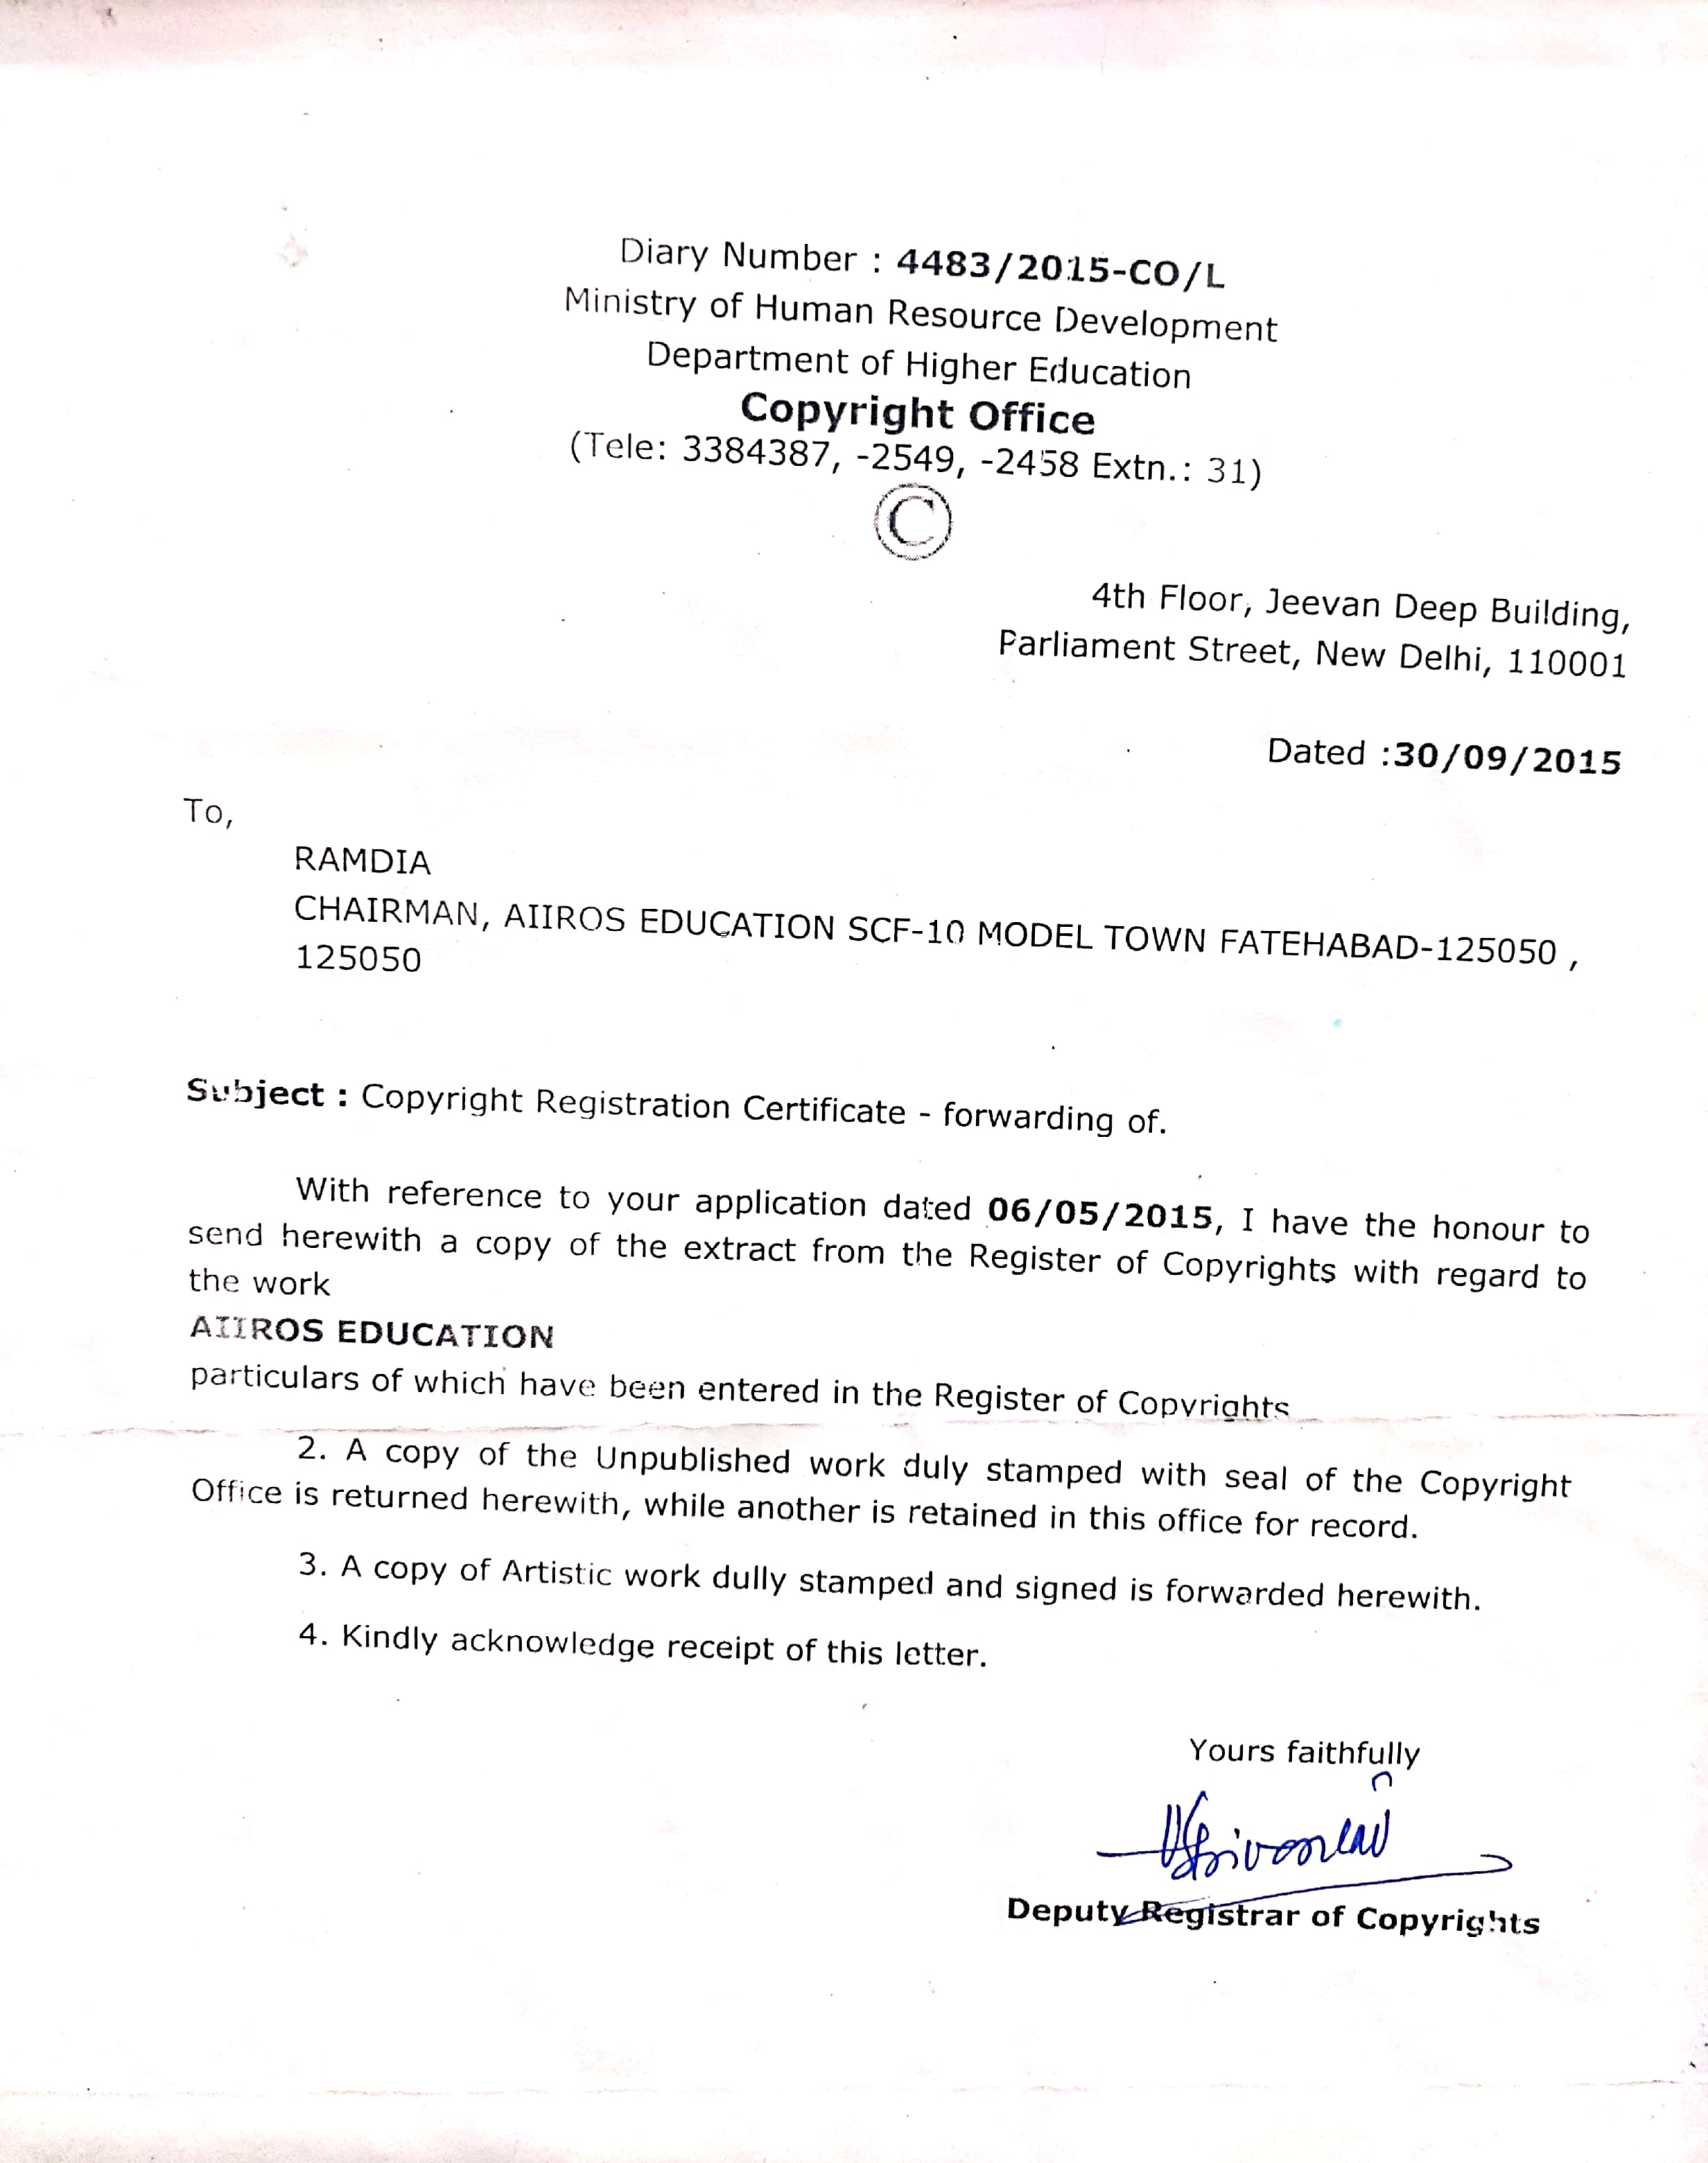 Diary Number : 4483/2015-CO/L
Ministry of Human Resource Development
Department of Higher Education
Copyright Office
(Tele: 3384387, -2549, -2458 Extn.: 31)
©
4th Floor, Jeevan Deep Building,
Parliament Street, New Delhi, 110001
Dated :30/09/2015
To,
RAMDIA
CHAIRMAN, AIIROS EDUCATION SCF-10 MODEL TOWN FATEHABAD-125050 ,
125050
Subject : Copyright Registration Certificate - forwarding of.
With reference to your application dated 06/05/2015, I have the honour to
send herewith a copy of the extract from the Register of Copyrights with regard to
the work
AIIROS EDUCATION
particulars of which have been entered in the Register of Copyrights
2. A copy of the Unpublished work duly stamped with seal of the Copyright
Office is returned herewith, while another is retained in this office for record.
3. A copy of Artistic work dully stamped and signed is forwarded herewith.
4. Kindly acknowledge receipt of this letter.
Yours faithfully
Deputy Registrar of Copyrights